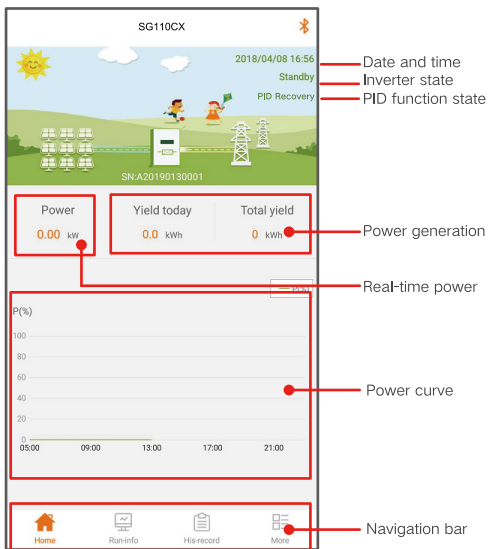 SG110CX
2018/04/08 16:56
Date and time
Standby
Inverter state
PID Recovery
PID function state
SN:A20190130001
Power
Yield today
Total yield
0.00 kW
0.0 kWh
0 kWh
Power generation
Real-time power
P(%)
P(%)
100
80
60
40
20
0
Power curve
05:00
09:00
13:00
17:00
21:00
Home
Run-info
His-record
More
Navigation bar